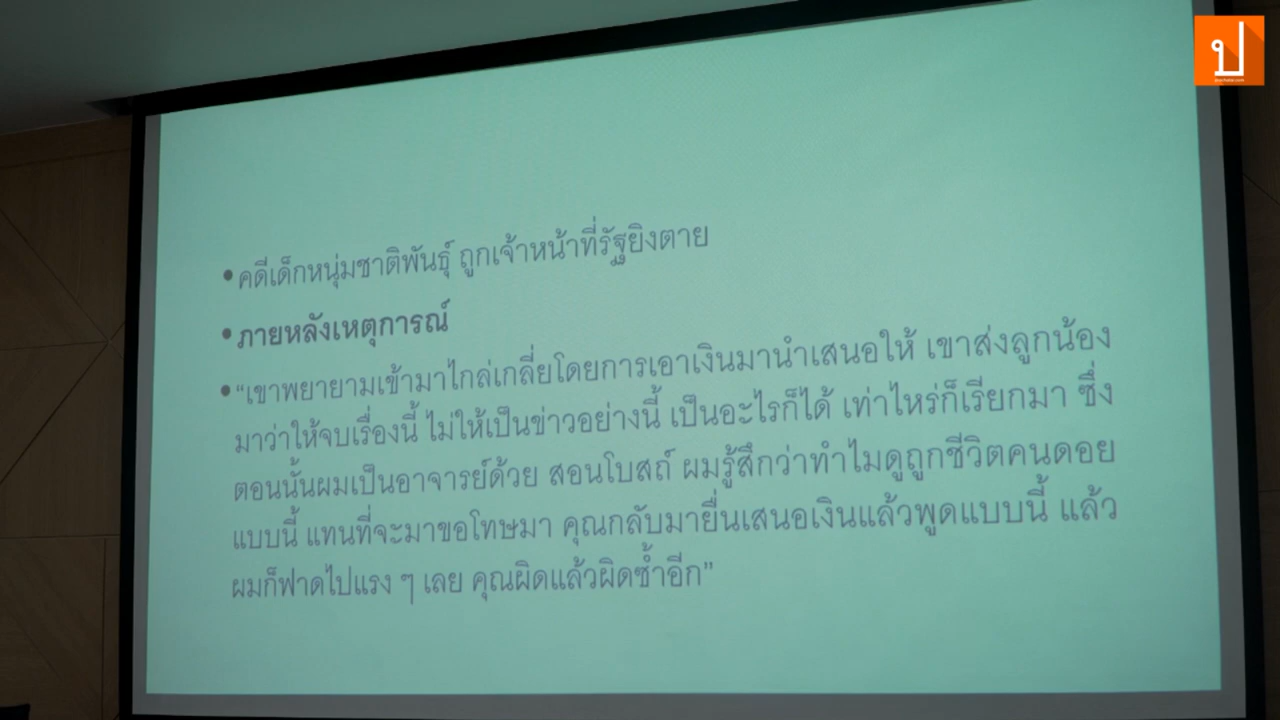 ป
• คดีเด็กหนุ่มชาติพันธุ์ ถูกเจ้าหน้าที่รัฐยิงตาย
• ภายหลังเหตุการณ์
• “เขาพยายามเข้ามาไกล่เกลี่ยโดยการเอาเงินมานำเสนอให้ เขาส่งลูกน้อง
มาว่าให้จบเรื่องนี้ ไม่ให้เป็นข่าวอย่างนี้ เป็นอะไรก็ได้ เท่าไหร่ก็เรียกมา ซึ่ง
ตอนนั้นผมเป็นอาจารย์ด้วย สอนโบสถ์ ผมรู้สึกว่าทำไมดูถูกชีวิตคนดอย
แบบนี้ แทนที่จะมาขอโทษมา คุณกลับมายื่นเสนอเงินแล้วพูดแบบนี้ แล้ว
ผมก็ฟาดไปแรง ๆ เลย คุณผิดแล้วผิดซ้ำอีก”